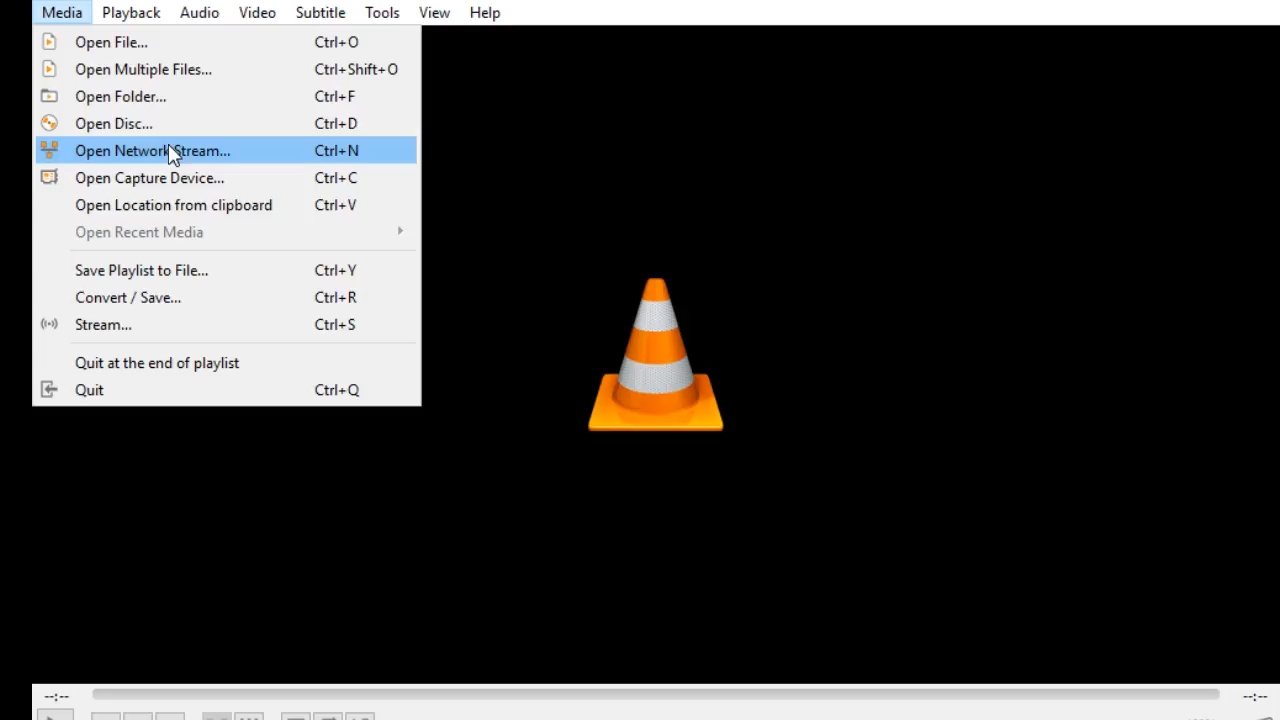 Media Playback Audio Video Subtitle Tools View Help
Open File... Ctrl+O
Open Multiple Files... Ctrl+Shift+O
Open Folder... Ctrl+F
Open Disc... Ctrl+D
Open Network Stream... Ctrl+N
Open Capture Device... Ctrl+C
Open Location from clipboard Ctrl+V
Open Recent Media
Save Playlist to File... Ctrl+Y
Convert / Save... Ctrl+R
Stream... Ctrl+S
Quit at the end of playlist
Quit Ctrl+Q
--:-- --:--